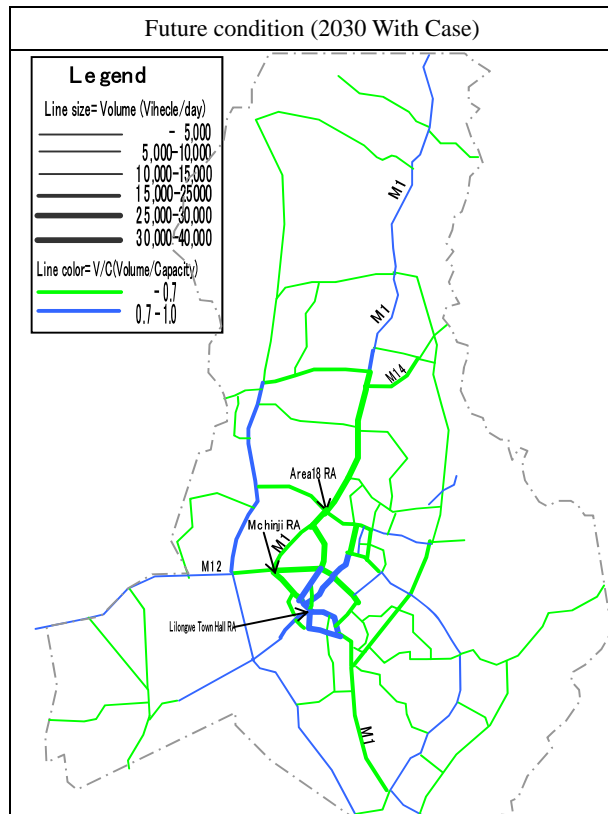 Future condition (2030 With Case)
Legend
Line size= Volume (Vihecle/day)
- 5,000
5,000-10,000
10,000-15,000
15,000-25000
25,000-30,000
30,000-40,000
Line color= V/C(Volume/Capacity)
- 0.7
0.7 - 1.0
M1
M1
M14
Area18 RA
Mchinji RA
M1
M12
Lilongwe Town Hall RA
M1